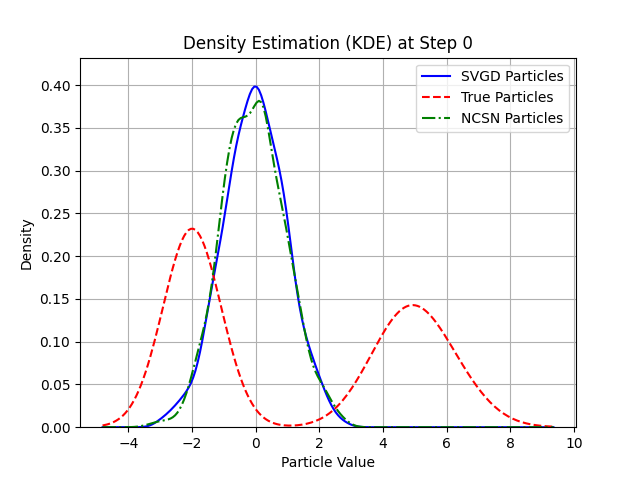 Density Estimation (KDE) at Step 0
SVGD Particles
True Particles
NCSN Particles
Density
0.40
0.35
0.30
0.25
0.20
0.15
0.10
0.05
0.00
−4 −2 0 2 4 6 8 10
Particle Value